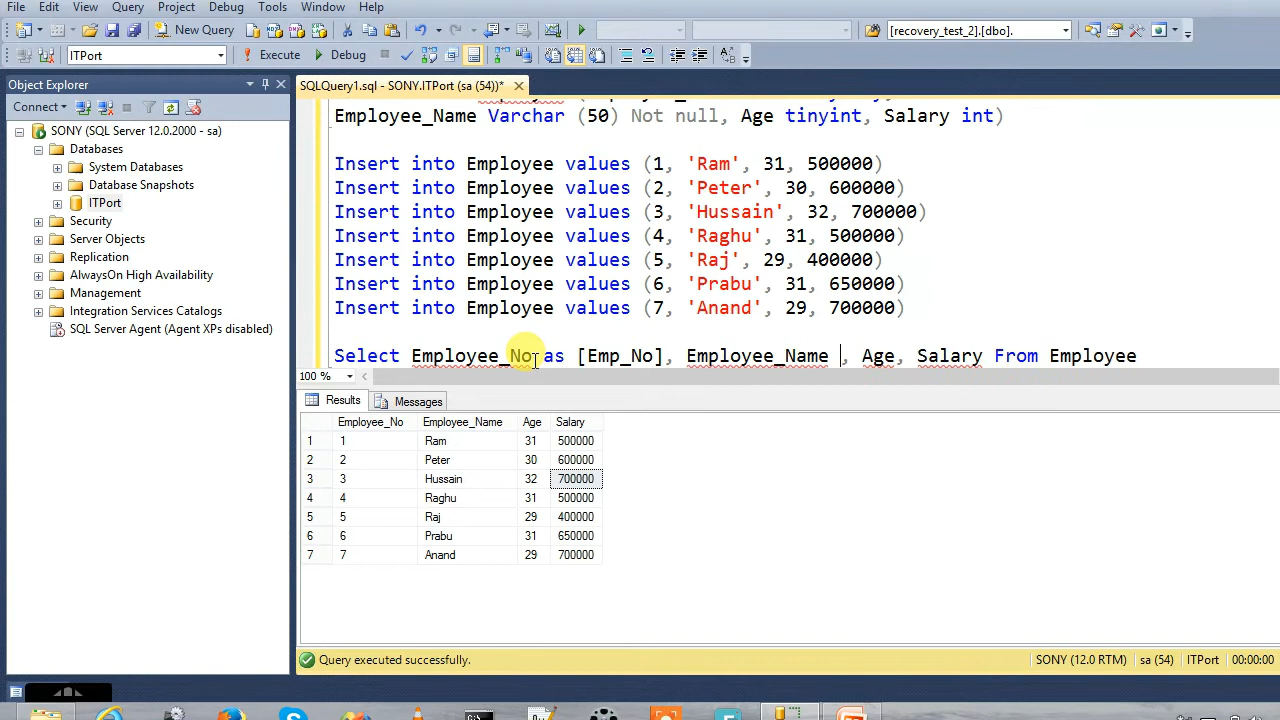 File Edit View Query Project Debug Tools Window Help
New Query [recovery_test_2].[dbo].
ITPort Execute Debug
Object Explorer
Connect
SONY (SQL Server 12.0.2000 - sa)
Databases
System Databases
Database Snapshots
ITPort
Security
Server Objects
Replication
AlwaysOn High Availability
Management
Integration Services Catalogs
SQL Server Agent (Agent XPs disabled)
SQLQuery1.sql - SONY.ITPort (sa (54))*
Employee_Name Varchar (50) Not null, Age tinyint, Salary int)
Insert into Employee values (1, 'Ram', 31, 500000)
Insert into Employee values (2, 'Peter', 30, 600000)
Insert into Employee values (3, 'Hussain', 32, 700000)
Insert into Employee values (4, 'Raghu', 31, 500000)
Insert into Employee values (5, 'Raj', 29, 400000)
Insert into Employee values (6, 'Prabu', 31, 650000)
Insert into Employee values (7, 'Anand', 29, 700000)
Select Employee_No as [Emp_No], Employee_Name , Age, Salary From Employee
100 %
Results Messages
Employee_No Employee_Name Age Salary
1 1 Ram 31 500000
2 2 Peter 30 600000
3 3 Hussain 32 700000
4 4 Raghu 31 500000
5 5 Raj 29 400000
6 6 Prabu 31 650000
7 7 Anand 29 700000
Query executed successfully. SONY (12.0 RTM) sa (54) ITPort 00:00:00